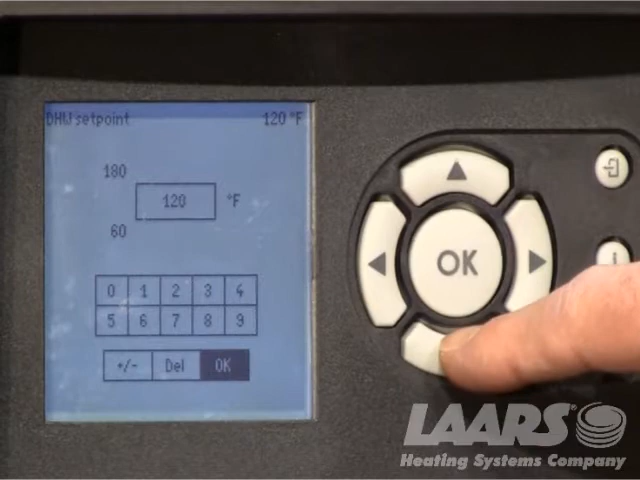 DHW setpoint 120 °F
180
120 °F
60
0 1 2 3 4
5 6 7 8 9
+/- Del OK
OK
LAARS®
Heating Systems Company